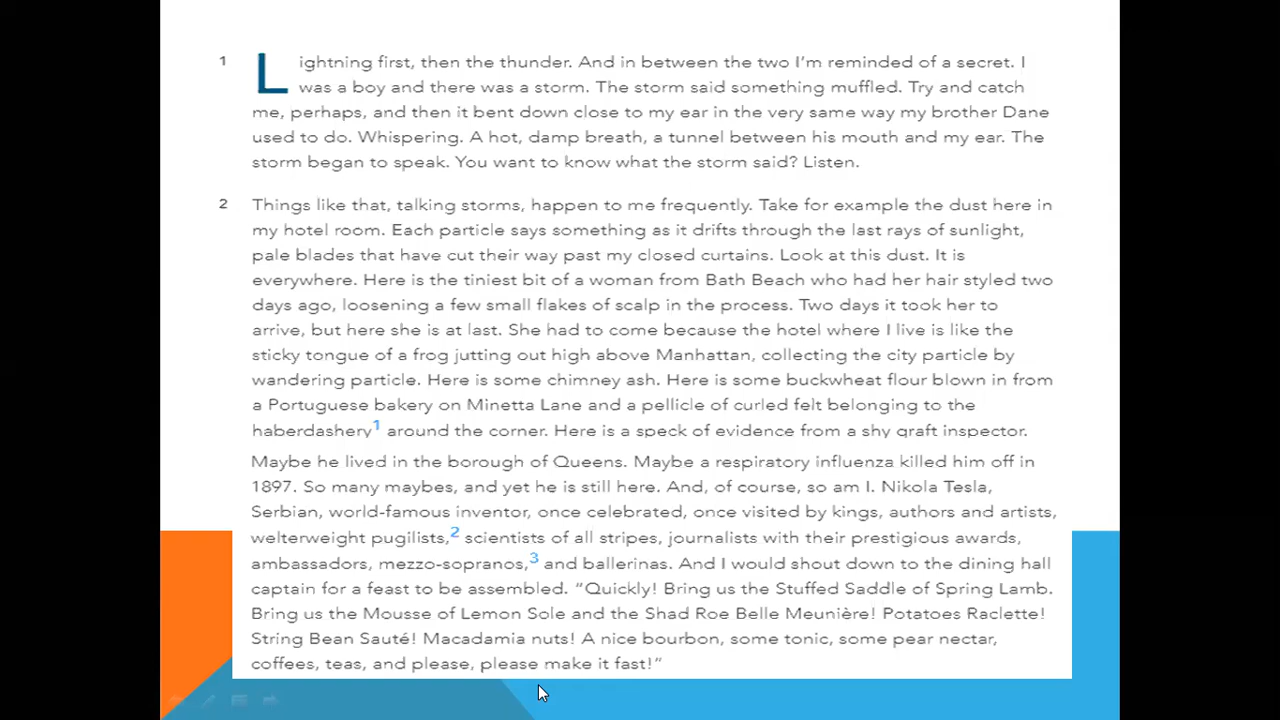 1 Lightning first, then the thunder. And in between the two I'm reminded of a secret. I
was a boy and there was a storm. The storm said something muffled. Try and catch
me, perhaps, and then it bent down close to my ear in the very same way my brother Dane
used to do. Whispering. A hot, damp breath, a tunnel between his mouth and my ear. The
storm began to speak. You want to know what the storm said? Listen.
2 Things like that, talking storms, happen to me frequently. Take for example the dust here in
my hotel room. Each particle says something as it drifts through the last rays of sunlight,
pale blades that have cut their way past my closed curtains. Look at this dust. It is
everywhere. Here is the tiniest bit of a woman from Bath Beach who had her hair styled two
days ago, loosening a few small flakes of scalp in the process. Two days it took her to
arrive, but here she is at last. She had to come because the hotel where I live is like the
sticky tongue of a frog jutting out high above Manhattan, collecting the city particle by
wandering particle. Here is some chimney ash. Here is some buckwheat flour blown in from
a Portuguese bakery on Minetta Lane and a pellicle of curled felt belonging to the
haberdashery1 around the corner. Here is a speck of evidence from a shy graft inspector.
Maybe he lived in the borough of Queens. Maybe a respiratory influenza killed him off in
1897. So many maybes, and yet he is still here. And, of course, so am I. Nikola Tesla,
Serbian, world-famous inventor, once celebrated, once visited by kings, authors and artists,
welterweight pugilists,2 scientists of all stripes, journalists with their prestigious awards,
ambassadors, mezzo-sopranos,3 and ballerinas. And I would shout down to the dining hall
captain for a feast to be assembled. "Quickly! Bring us the Stuffed Saddle of Spring Lamb.
Bring us the Mousse of Lemon Sole and the Shad Roe Belle Meunière! Potatoes Raclette!
String Bean Sauté! Macadamia nuts! A nice bourbon, some tonic, some pear nectar,
coffees, teas, and please, please make it fast!"